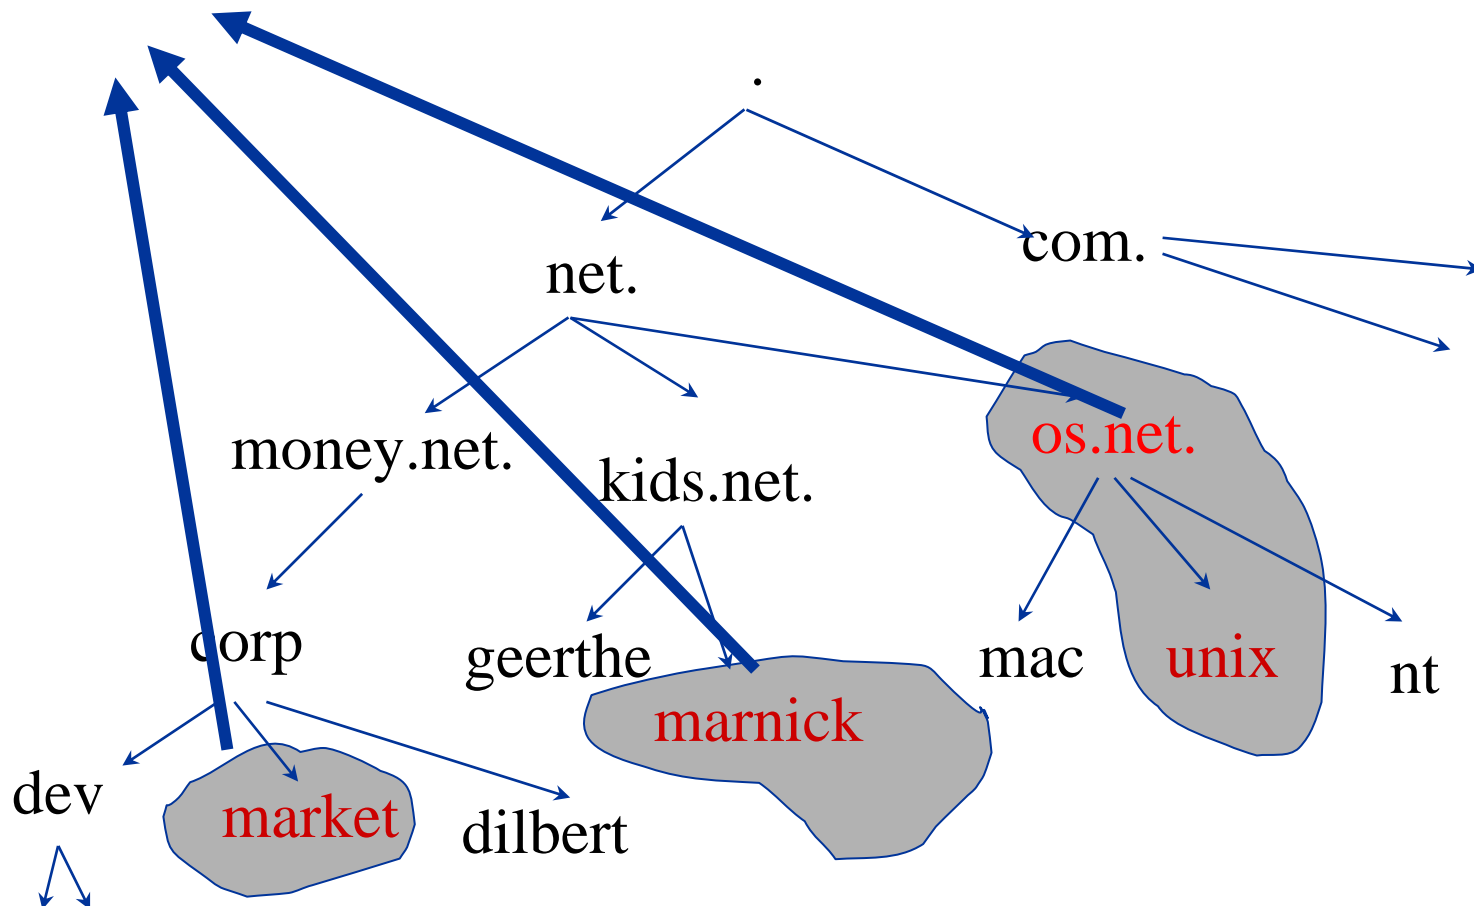 .
com.
net.
os.net.
money.net.
kids.net.
corp
geerthe
mac
unix
nt
marnick
dev
market
dilbert